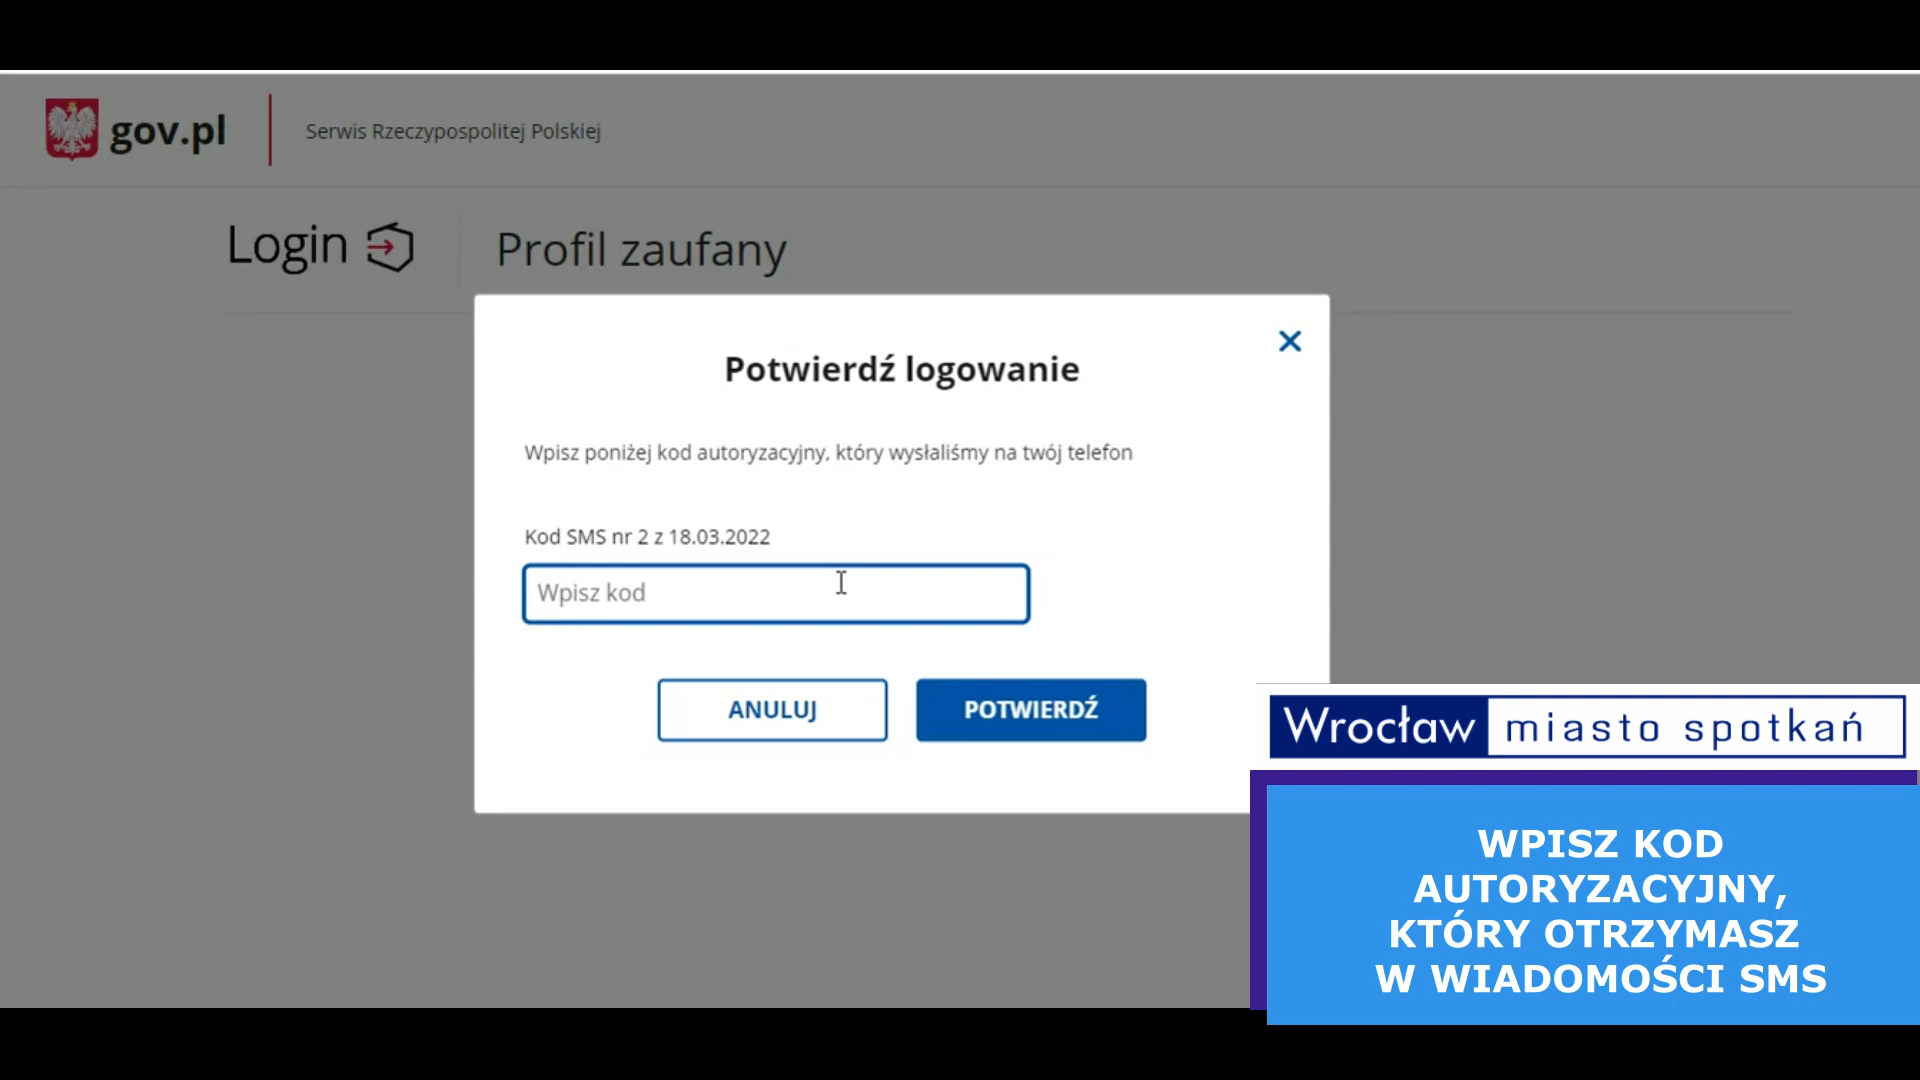 gov.pl
Serwis Rzeczypospolitej Polskiej
Login
Profil zaufany
Potwierdź logowanie
Wpisz poniżej kod autoryzacyjny, który wysłaliśmy na twój telefon
Kod SMS nr 2 z 18.03.2022
Wpisz kod
ANULUJ
POTWIERDŹ
Wrocław miasto spotkań
WPISZ KOD
AUTORYZACYJNY,
KTÓRY OTRZYMASZ
W WIADOMOŚCI SMS